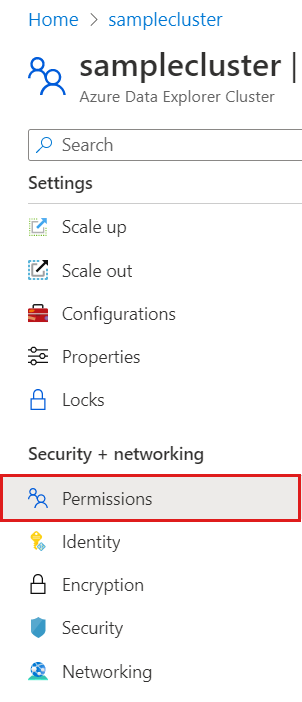 Home > samplecluster
samplecluster |
Azure Data Explorer Cluster
Search
Settings
Scale up
Scale out
Configurations
Properties
Locks
Security + networking
Permissions
Identity
Encryption
Security
Networking